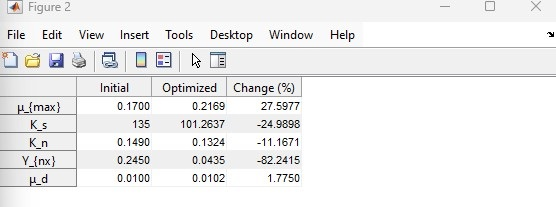 Figure 2
File Edit View Insert Tools Desktop Window Help
Initial Optimized Change (%)
μ_{max} 0.1700 0.2169 27.5977
K_s 135 101.2637 -24.9898
K_n 0.1490 0.1324 -11.1671
Y_{nx} 0.2450 0.0435 -82.2415
μ_d 0.0100 0.0102 1.7750